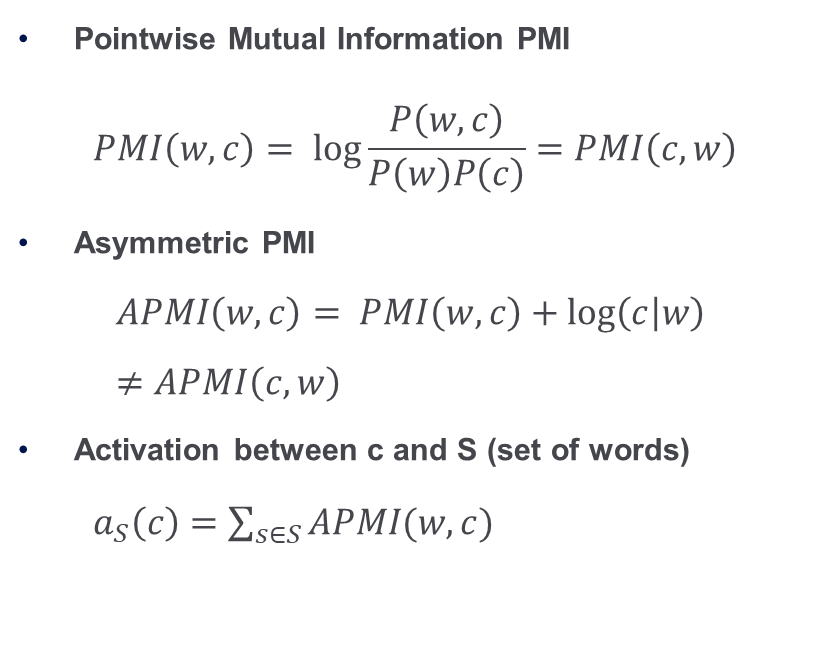 • Pointwise Mutual Information PMI
PMI(w, c) = log P(w, c) / P(w)P(c) = PMI(c, w)
• Asymmetric PMI
APMI(w, c) = PMI(w, c) + log(c|w)
≠ APMI(c, w)
• Activation between c and S (set of words)
a_S(c) = ∑_{s∈S} APMI(w, c)